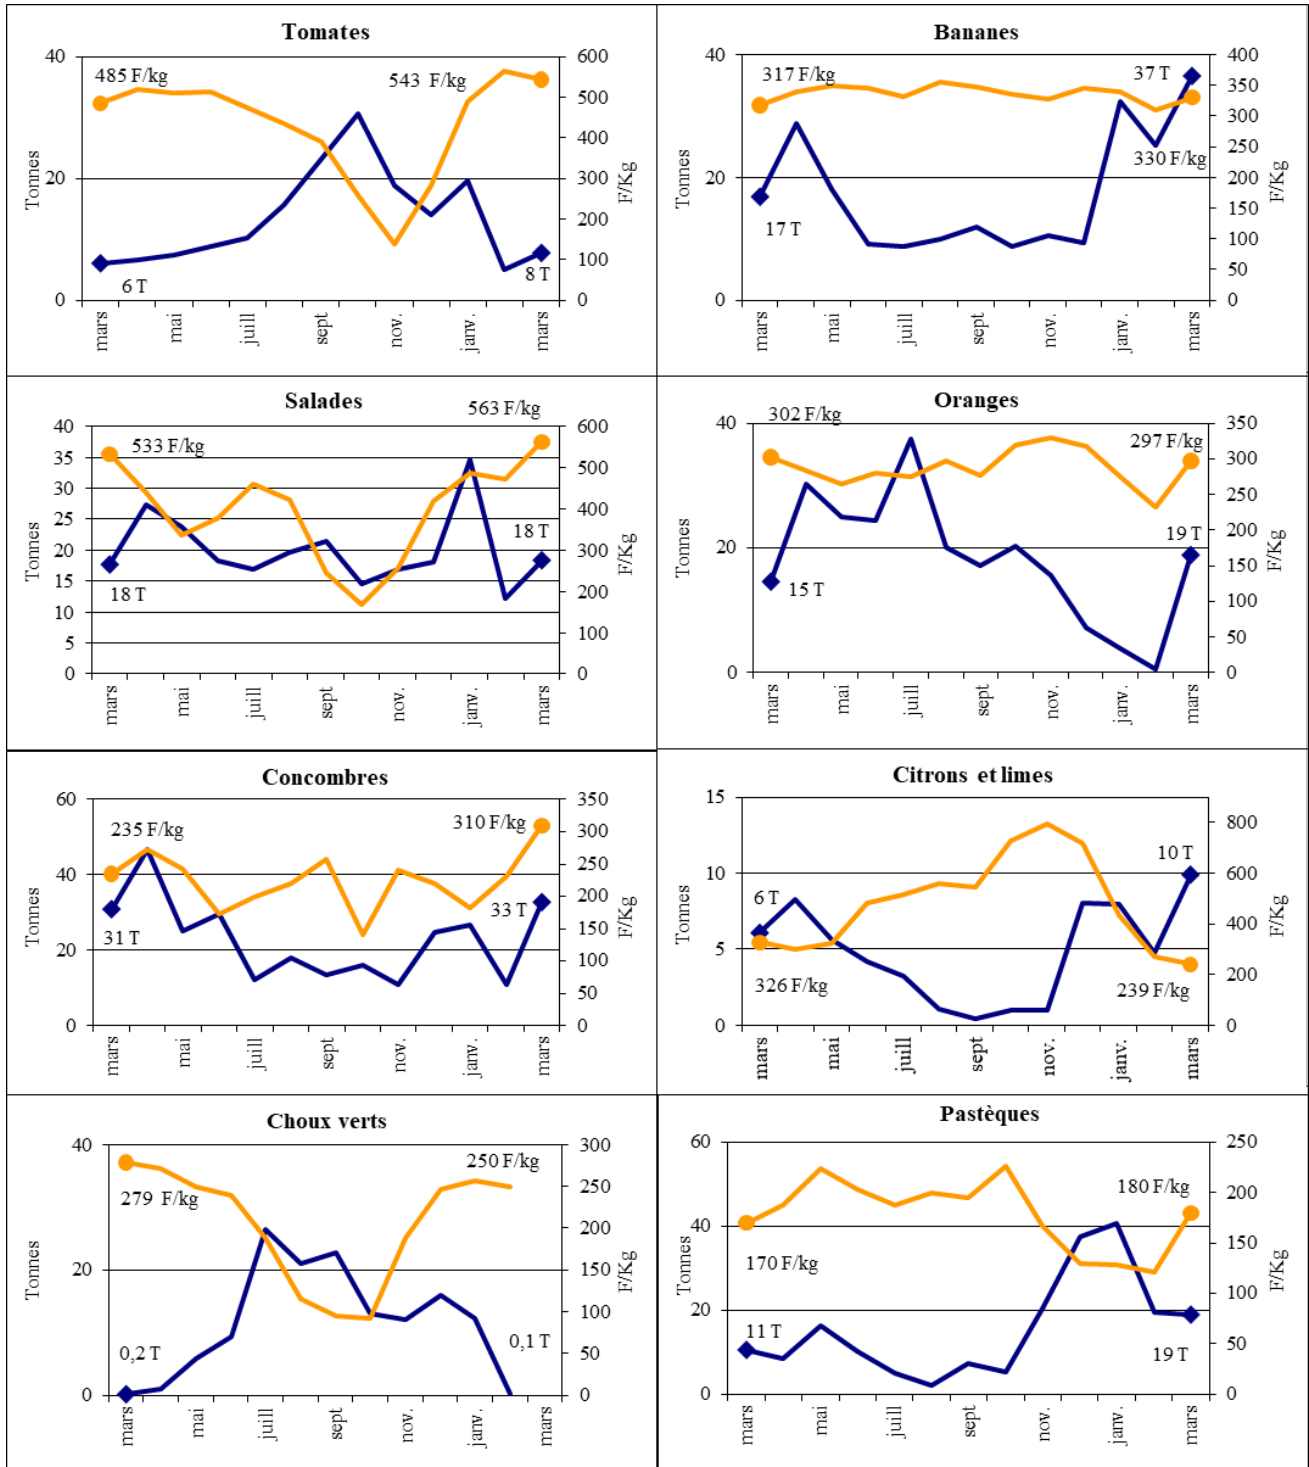 Tomates
485 F/kg
543 F/kg
6 T
8 T
Tonnes
F/Kg
40
20
0
600
500
400
300
200
100
0
mars
mai
juill
sept
nov.
janv.
mars
Bananes
317 F/kg
37 T
330 F/kg
17 T
Tonnes
F/Kg
40
20
0
400
350
300
250
200
150
100
50
0
mars
mai
juill
sept
nov.
janv.
mars
Salades
563 F/kg
533 F/kg
18 T
18 T
Tonnes
F/Kg
40
35
30
25
20
15
10
5
0
600
500
400
300
200
100
0
mars
mai
juill
sept
nov.
janv.
mars
Oranges
302 F/kg
297 F/kg
19 T
15 T
Tonnes
F/Kg
40
20
0
350
300
250
200
150
100
50
0
mars
mai
juill
sept
nov.
janv.
mars
Concombres
235 F/kg
310 F/kg
33 T
31 T
Tonnes
F/Kg
60
40
20
0
350
300
250
200
150
100
50
0
mars
mai
juill
sept
nov.
janv.
mars
Citrons et limes
10 T
6 T
326 F/kg
239 F/kg
Tonnes
F/Kg
15
10
5
0
800
600
400
200
0
mars
mai
juill
sept
nov.
janv.
mars
Choux verts
250 F/kg
279 F/kg
0,2 T
0,1 T
Tonnes
F/Kg
40
20
0
300
250
200
150
100
50
0
mars
mai
juill
sept
nov.
janv.
mars
Pastèques
180 F/kg
170 F/kg
11 T
19 T
Tonnes
F/Kg
60
40
20
0
250
200
150
100
50
0
mars
mai
juill
sept
nov.
janv.
mars